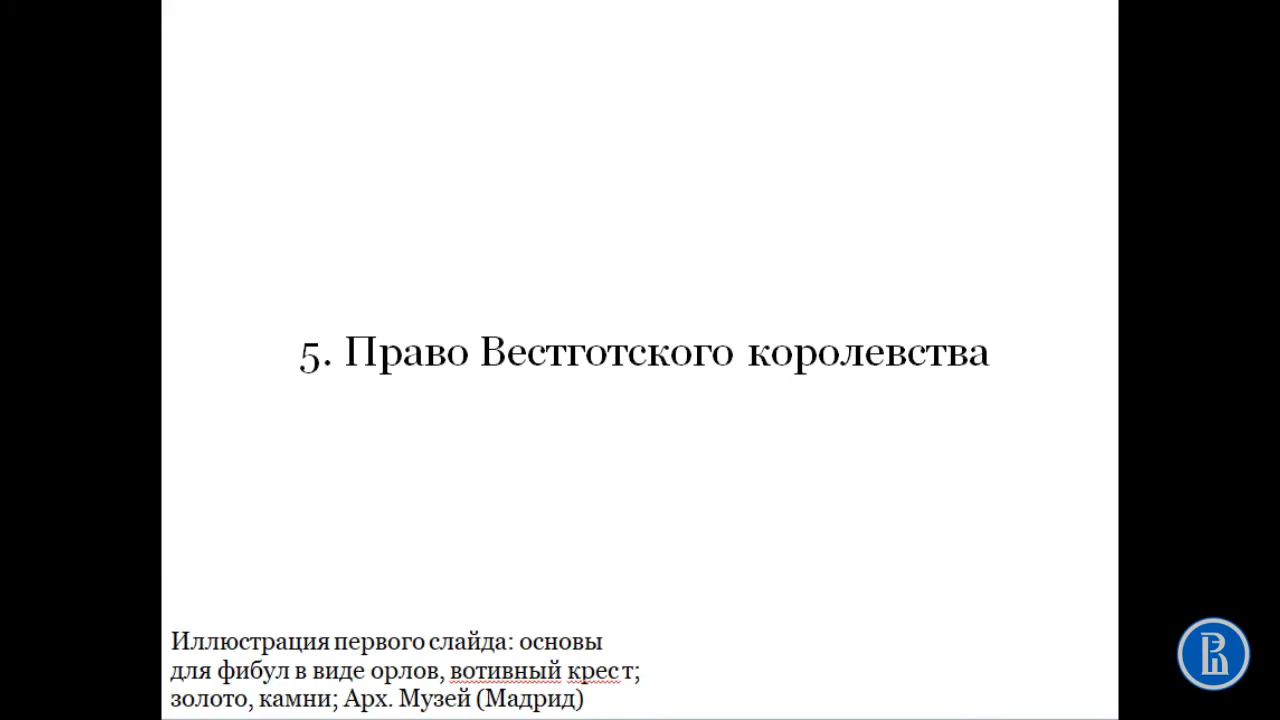 5. Право Вестготского королевства
Иллюстрация первого слайда: основы
для фибул в виде орлов, вотивный крест;
золото, камни; Арх. Музей (Мадрид)